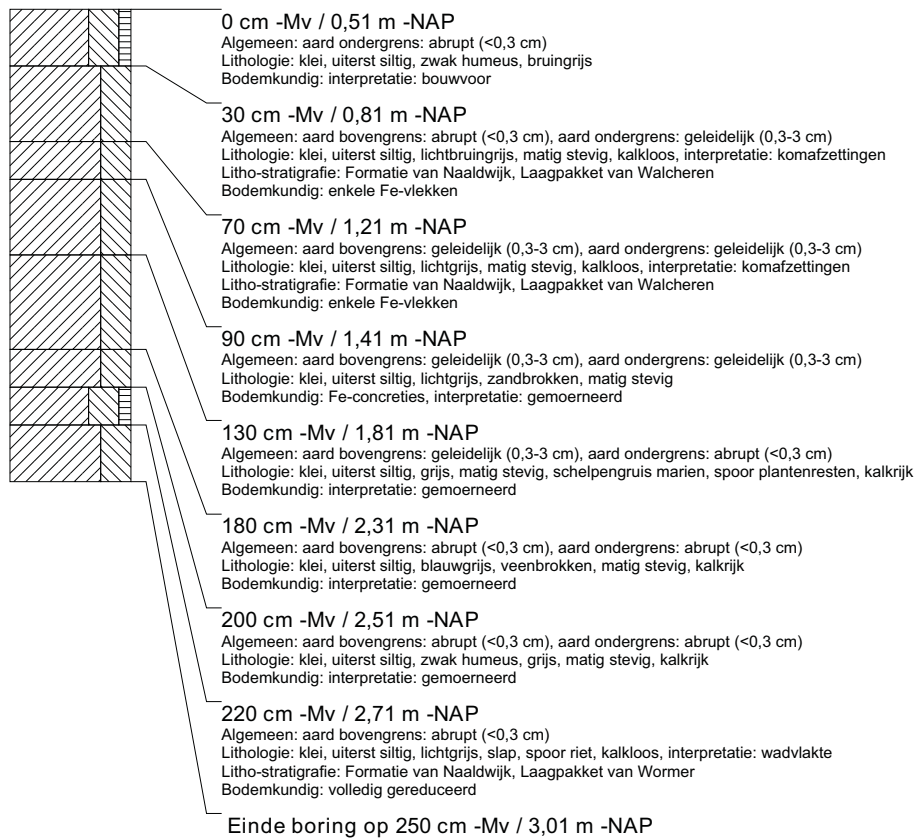 0 cm -Mv / 0,51 m -NAP
Algemeen: aard ondergrens: abrupt (<0,3 cm)
Lithologie: klei, uiterst siltig, zwak humeus, bruingrijs
Bodemkundig: interpretatie: bouwvoor
30 cm -Mv / 0,81 m -NAP
Algemeen: aard bovengrens: abrupt (<0,3 cm), aard ondergrens: geleidelijk (0,3-3 cm)
Lithologie: klei, uiterst siltig, lichtbruingrijs, matig stevig, kalkloos, interpretatie: komafzettingen
Litho-stratigrafie: Formatie van Naaldwijk, Laagpakket van Walcheren
Bodemkundig: enkele Fe-vlekken
70 cm -Mv / 1,21 m -NAP
Algemeen: aard bovengrens: geleidelijk (0,3-3 cm), aard ondergrens: geleidelijk (0,3-3 cm)
Lithologie: klei, uiterst siltig, lichtgrijs, matig stevig, kalkloos, interpretatie: komafzettingen
Litho-stratigrafie: Formatie van Naaldwijk, Laagpakket van Walcheren
Bodemkundig: enkele Fe-vlekken
90 cm -Mv / 1,41 m -NAP
Algemeen: aard bovengrens: geleidelijk (0,3-3 cm), aard ondergrens: geleidelijk (0,3-3 cm)
Lithologie: klei, uiterst siltig, lichtgrijs, zandbrokken, matig stevig
Bodemkundig: Fe-concreties, interpretatie: gemoerneerd
130 cm -Mv / 1,81 m -NAP
Algemeen: aard bovengrens: geleidelijk (0,3-3 cm), aard ondergrens: abrupt (<0,3 cm)
Lithologie: klei, uiterst siltig, grijs, matig stevig, schelpengruis marien, spoor plantenresten, kalkrijk
Bodemkundig: interpretatie: gemoerneerd
180 cm -Mv / 2,31 m -NAP
Algemeen: aard bovengrens: abrupt (<0,3 cm), aard ondergrens: abrupt (<0,3 cm)
Lithologie: klei, uiterst siltig, blauwgrijs, veenbrokken, matig stevig, kalkrijk
Bodemkundig: interpretatie: gemoerneerd
200 cm -Mv / 2,51 m -NAP
Algemeen: aard bovengrens: abrupt (<0,3 cm), aard ondergrens: abrupt (<0,3 cm)
Lithologie: klei, uiterst siltig, zwak humeus, grijs, matig stevig, kalkrijk
Bodemkundig: interpretatie: gemoerneerd
220 cm -Mv / 2,71 m -NAP
Algemeen: aard bovengrens: abrupt (<0,3 cm)
Lithologie: klei, uiterst siltig, lichtgrijs, slap, spoor riet, kalkloos, interpretatie: wadvlakte
Litho-stratigrafie: Formatie van Naaldwijk, Laagpakket van Wormer
Bodemkundig: volledig gereduceerd
Einde boring op 250 cm -Mv / 3,01 m -NAP